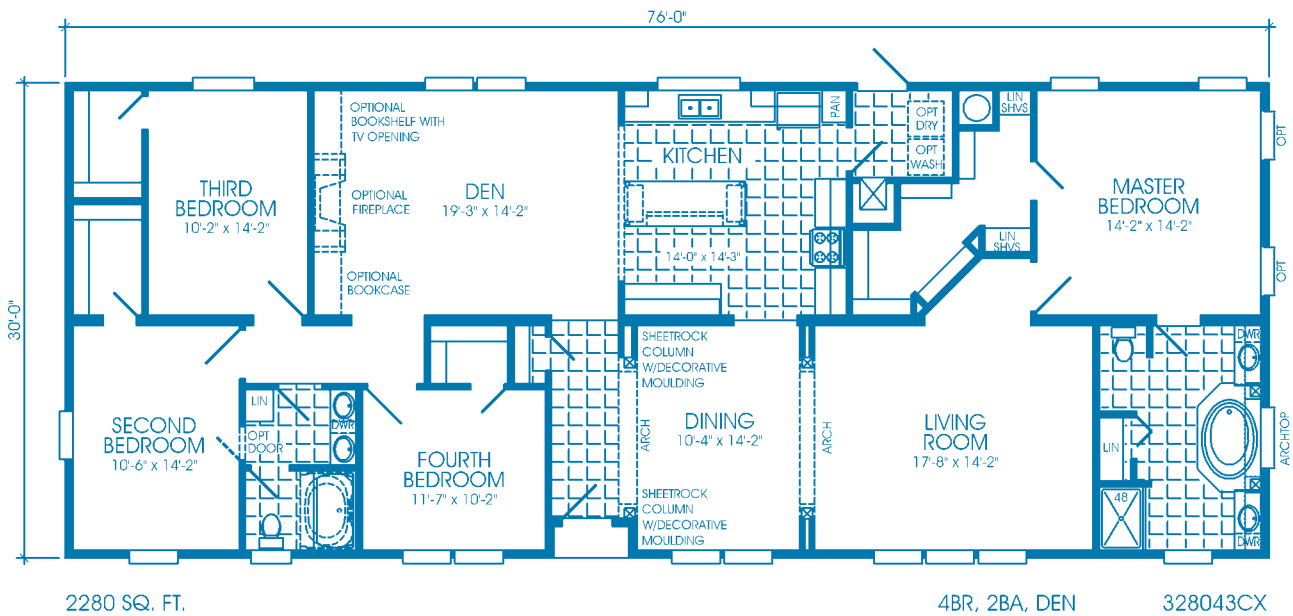 76'-0"
30'-0"
OPTIONAL
BOOKSHELF WITH
TV OPENING
THIRD
BEDROOM
10'-2" x 14'-2"
OPTIONAL
FIREPLACE
DEN
19'-3" x 14'-2"
OPTIONAL
BOOKCASE
KITCHEN
14'-0" x 14'-3"
PAN
OPT
DRY
OPT
WASH
LIN
SHVS
LIN
SHVS
MASTER
BEDROOM
14'-2" x 14'-2"
OPT
OPT
SECOND
BEDROOM
10'-6" x 14'-2"
LIN
OPT
DOOR
DWR
FOURTH
BEDROOM
11'-7" x 10'-2"
SHEETROCK
COLUMN
W/DECORATIVE
MOULDING
ARCH
DINING
10'-4" x 14'-2"
ARCH
SHEETROCK
COLUMN
W/DECORATIVE
MOULDING
LIVING
ROOM
17'-8" x 14'-2"
DWR
LIN
48
ARCHTOP
DWR
2280 SQ. FT.
4BR, 2BA, DEN
328043CX